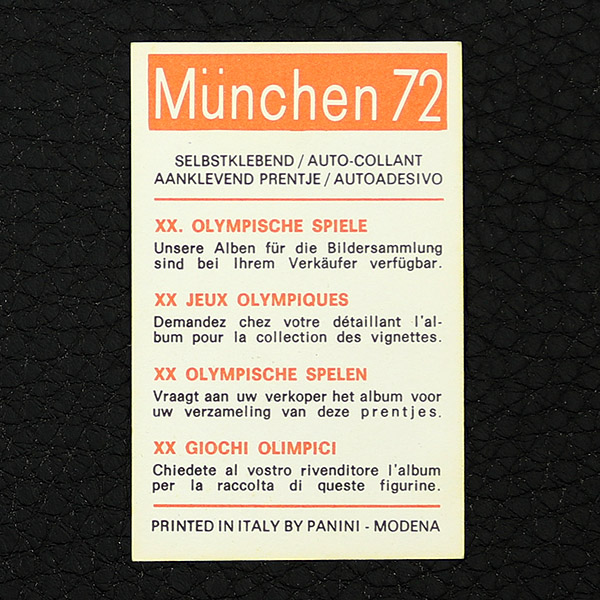 München 72
SELBSTKLEBEND / AUTO-COLLANT
AANKLEVEND PRENTJE / AUTOADESIVO
XX. OLYMPISCHE SPIELE
Unsere Alben für die Bildersammlung
sind bei Ihrem Verkäufer verfügbar.
XX JEUX OLYMPIQUES
Demandez chez votre détaillant l'al-
bum pour la collection des vignettes.
XX OLYMPISCHE SPELEN
Vraagt aan uw verkoper het album voor
uw verzameling van deze prentjes.
XX GIOCHI OLIMPICI
Chiedete al vostro rivenditore l'album
per la raccolta di queste figurine.
PRINTED IN ITALY BY PANINI - MODENA